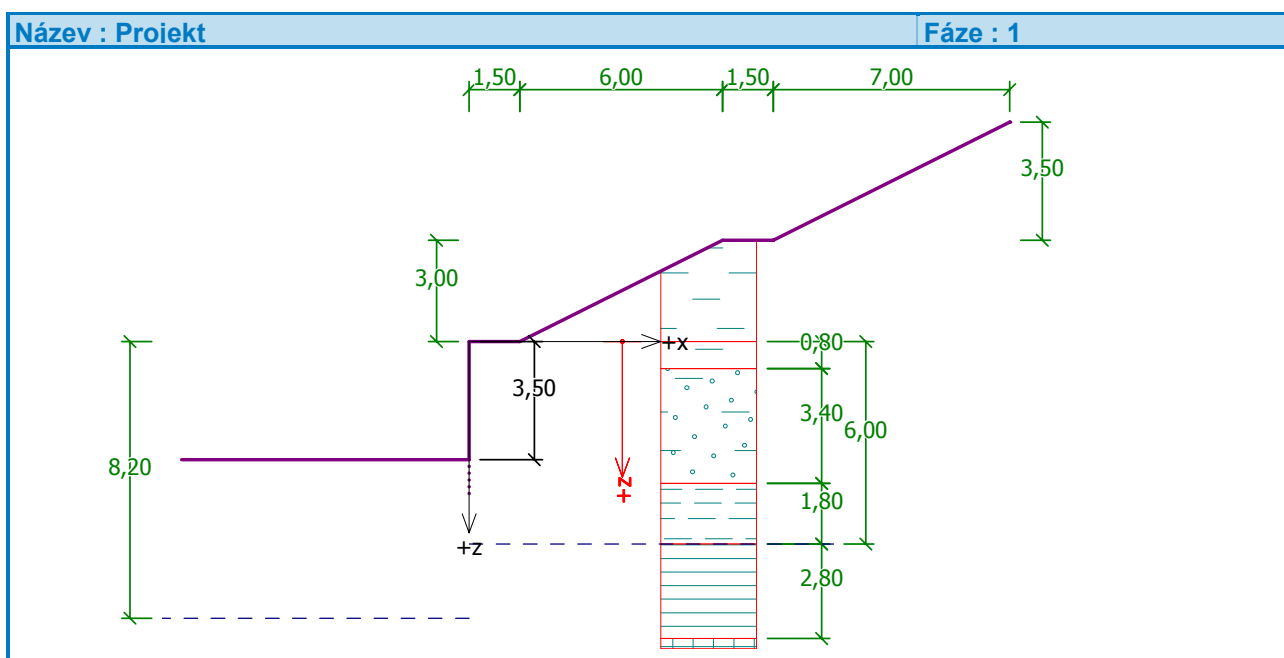 Název : Projekt Fáze : 1
1,50 6,00 1,50 7,00
3,50
3,00
+x
0,80
3,50
3,40
6,00
8,20
+z
1,80
+z
2,80